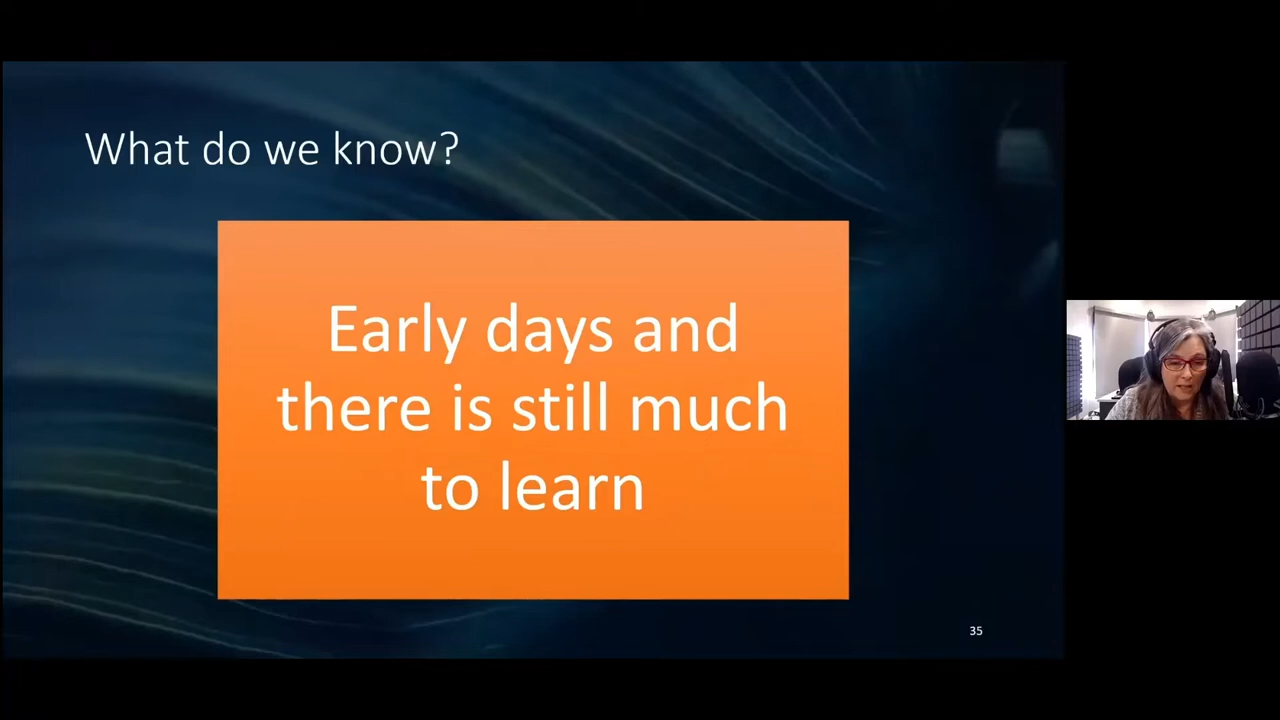 What do we know?
Early days and
there is still much
to learn
35